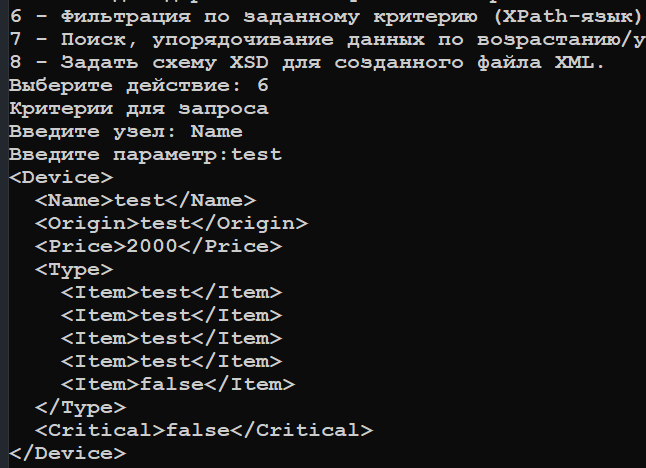 6 – Фильтрация по заданному критерию (XPath-язык)
7 – Поиск, упорядочивание данных по возрастанию/у
8 – Задать схему XSD для созданного файла XML.
Выберите действие: 6
Критерии для запроса
Введите узел: Name
Введите параметр:test
<Device>
  <Name>test</Name>
  <Origin>test</Origin>
  <Price>2000</Price>
  <Type>
    <Item>test</Item>
    <Item>test</Item>
    <Item>test</Item>
    <Item>test</Item>
    <Item>false</Item>
  </Type>
  <Critical>false</Critical>
</Device>